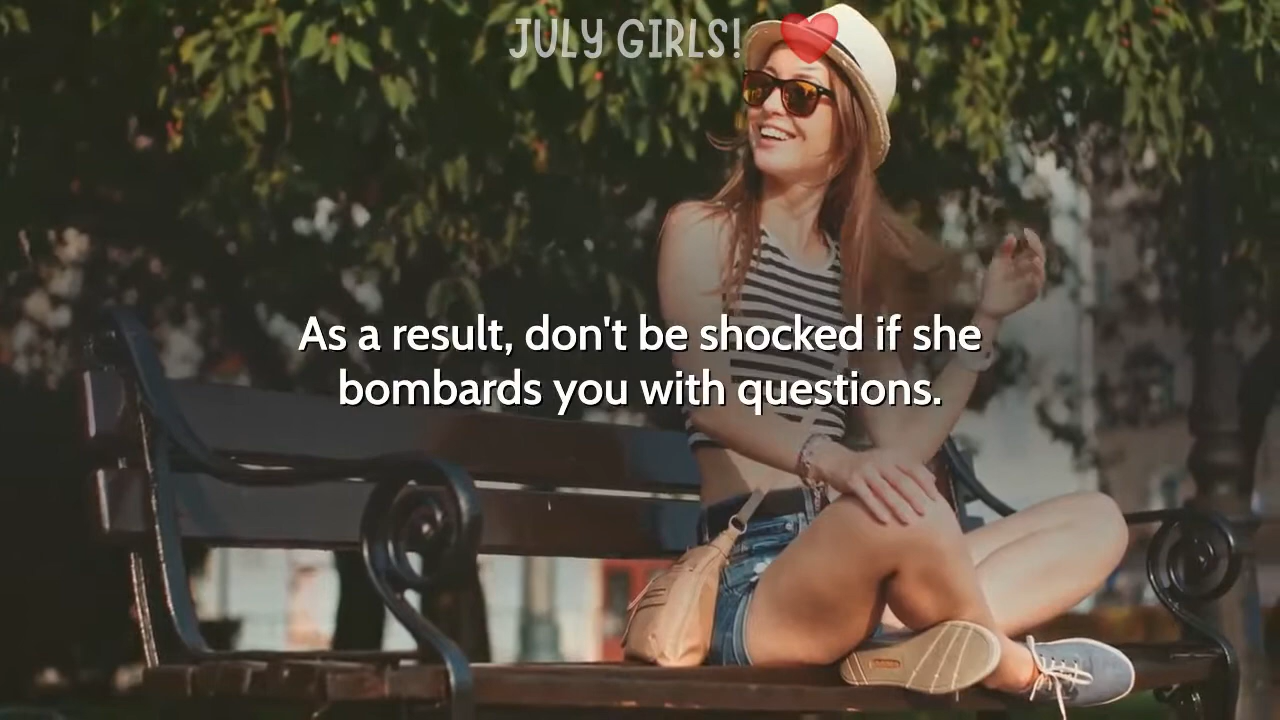 JULY GIRLS!
As a result, don't be shocked if she
bombards you with questions.